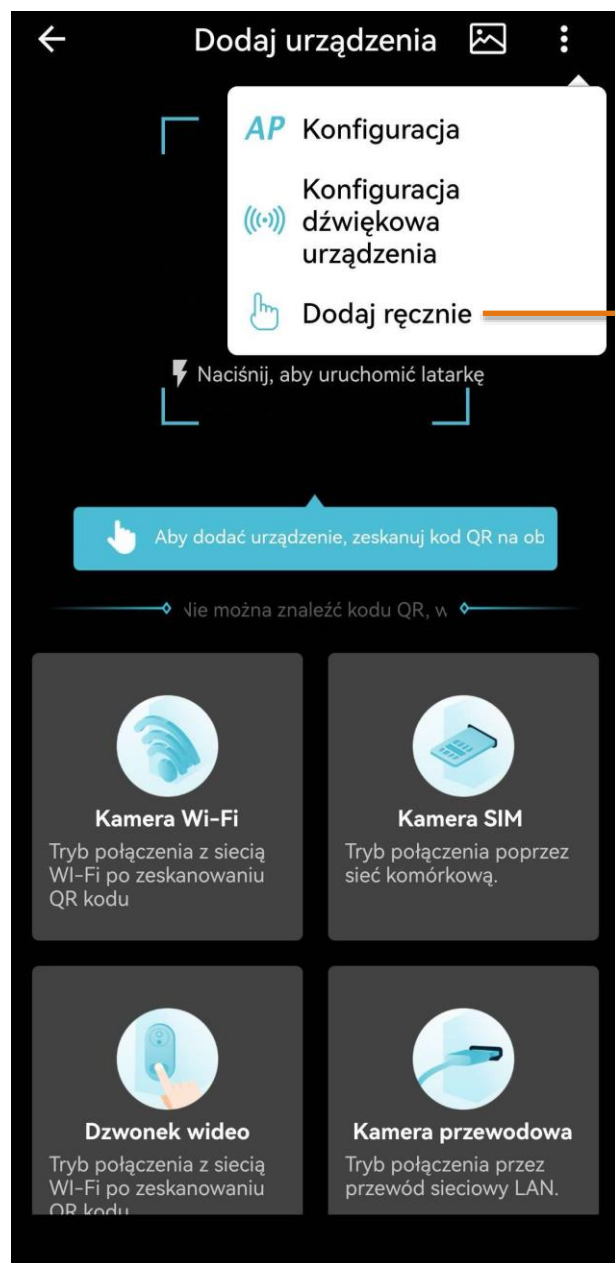 Dodaj urządzenia
AP Konfiguracja
Konfiguracja
dźwiękowa
urządzenia
Dodaj ręcznie
Naciśnij, aby uruchomić latarkę
Aby dodać urządzenie, zeskanuj kod QR na ob
Nie można znaleźć kodu QR, w
Kamera Wi-Fi
Tryb połączenia z siecią
WI-Fi po zeskanowaniu
QR kodu
Kamera SIM
Tryb połączenia poprzez
sieć komórkową.
Dzwonek wideo
Tryb połączenia z siecią
WI-Fi po zeskanowaniu
QR kodu
Kamera przewodowa
Tryb połączenia przez
przewód sieciowy LAN.